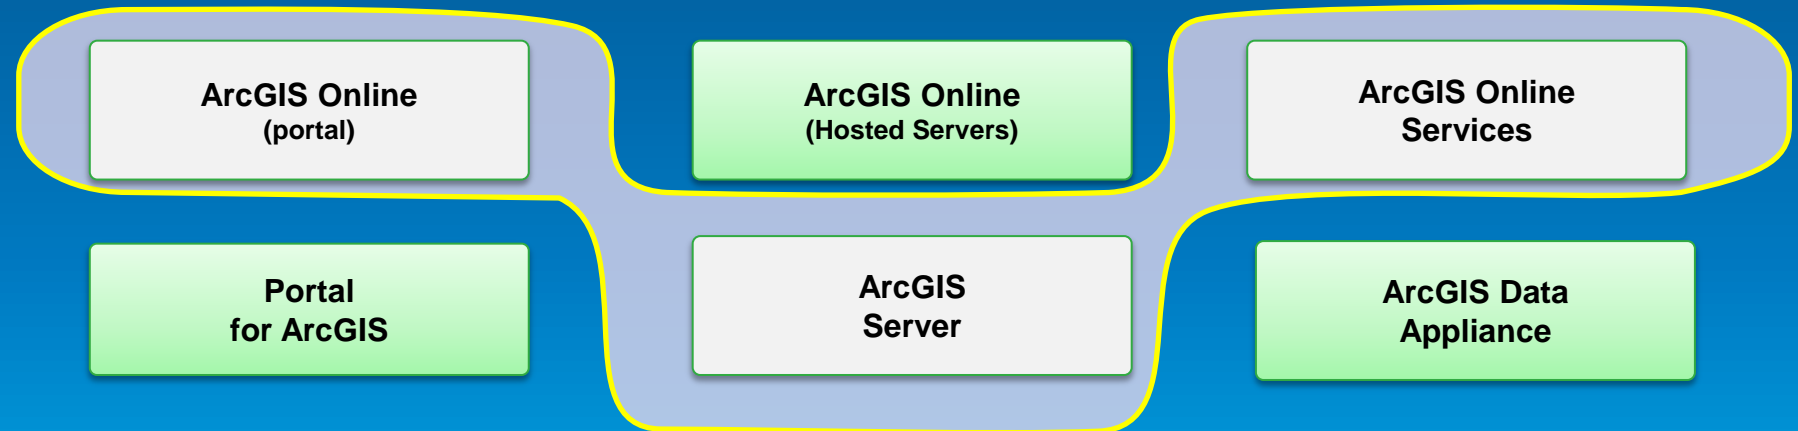 ArcGIS Online
(portal)
ArcGIS Online
(Hosted Servers)
ArcGIS Online
Services
Portal
for ArcGIS
ArcGIS
Server
ArcGIS Data
Appliance